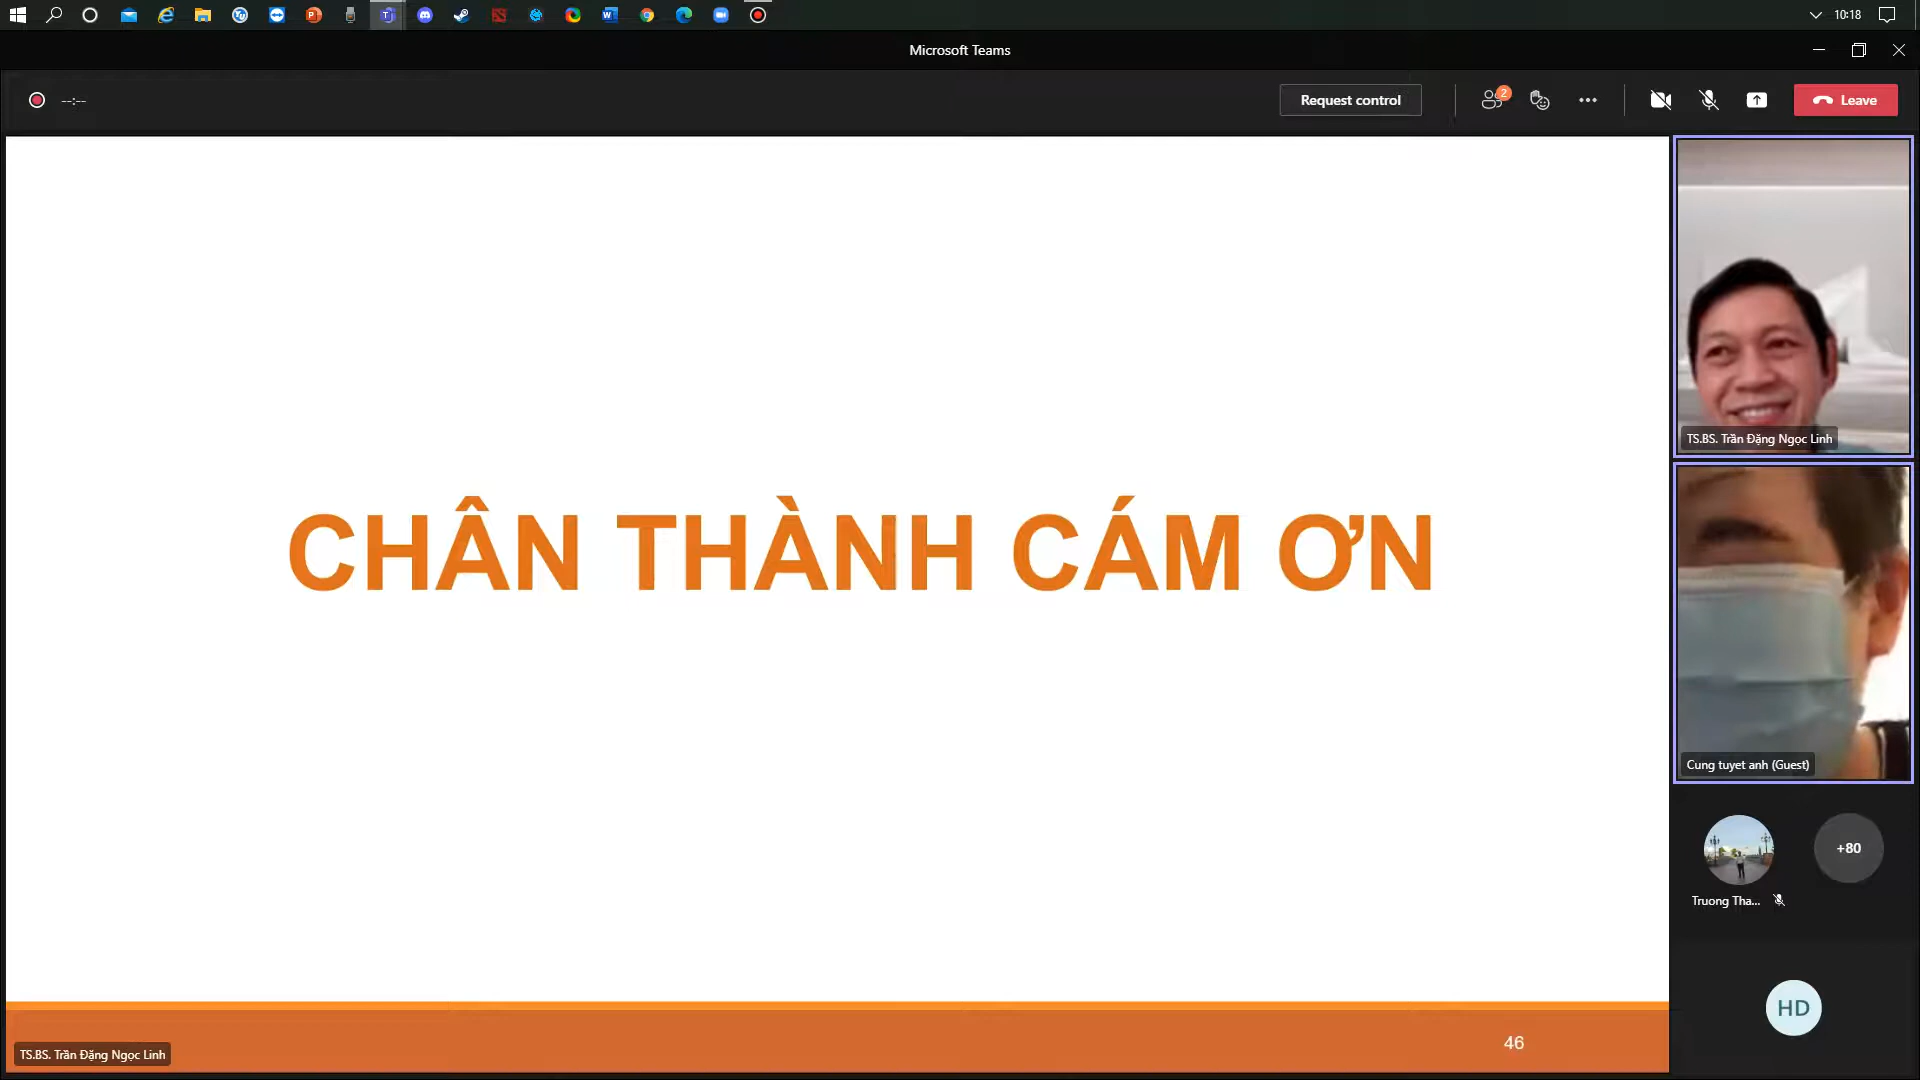 10:18
Microsoft Teams
--:--
Request control
2
Leave
CHÂN THÀNH CÁM ƠN
46
TS.BS. Trần Đặng Ngọc Linh
TS.BS. Trần Đặng Ngọc Linh
Cung tuyet anh (Guest)
Truong Tha...
+80
HD